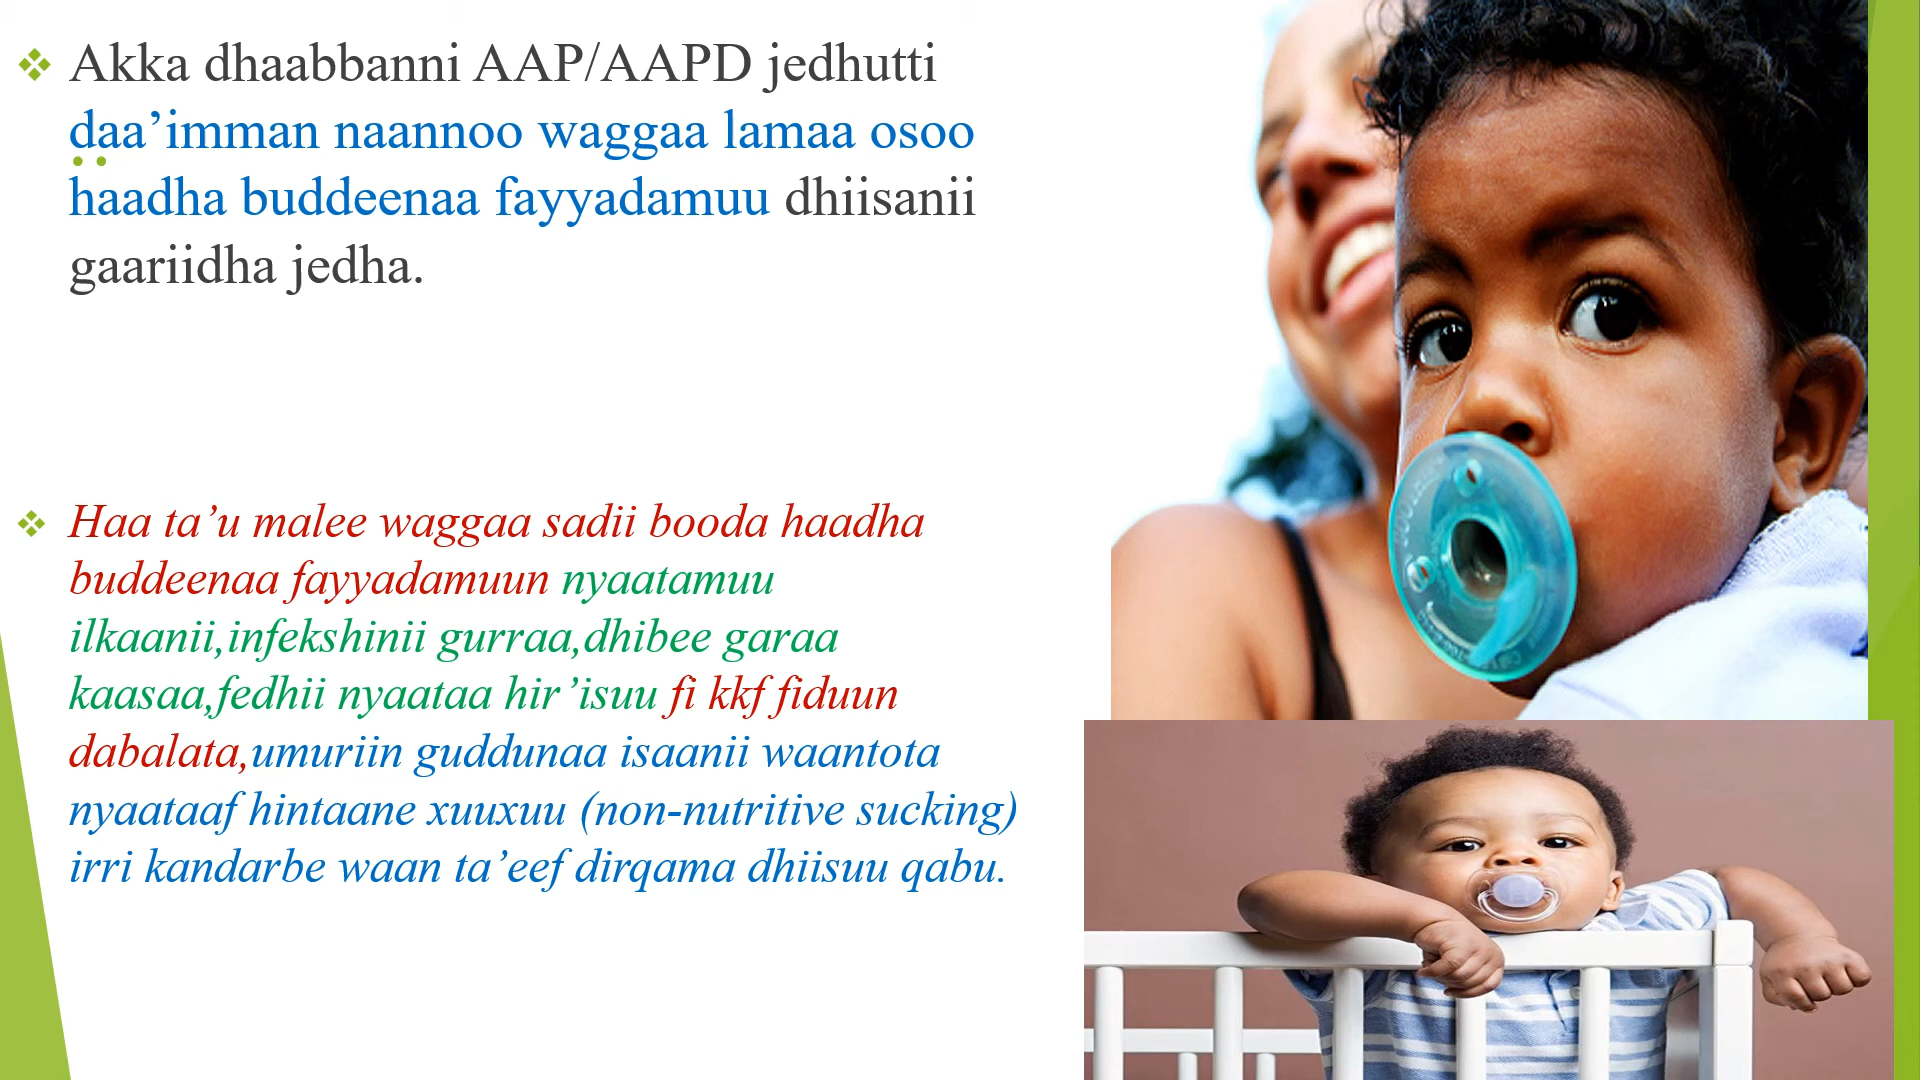 Akka dhaabbanni AAP/AAPD jedhutti
daa’imman naannoo waggaa lamaa osoo
haadha buddeenaa fayyadamuu dhiisanii
gaariidha jedha.
Haa ta’u malee waggaa sadii booda haadha
buddeenaa fayyadamuun nyaatamuu
ilkaanii,infekshinii gurraa,dhibee garaa
kaasaa,fedhii nyaataa hir’isuu fi kkf fiduun
dabalata,umuriin guddunaa isaanii waantota
nyaataaf hintaane xuuxuu (non-nutritive sucking)
irri kandarbe waan ta’eef dirqama dhiisuu qabu.